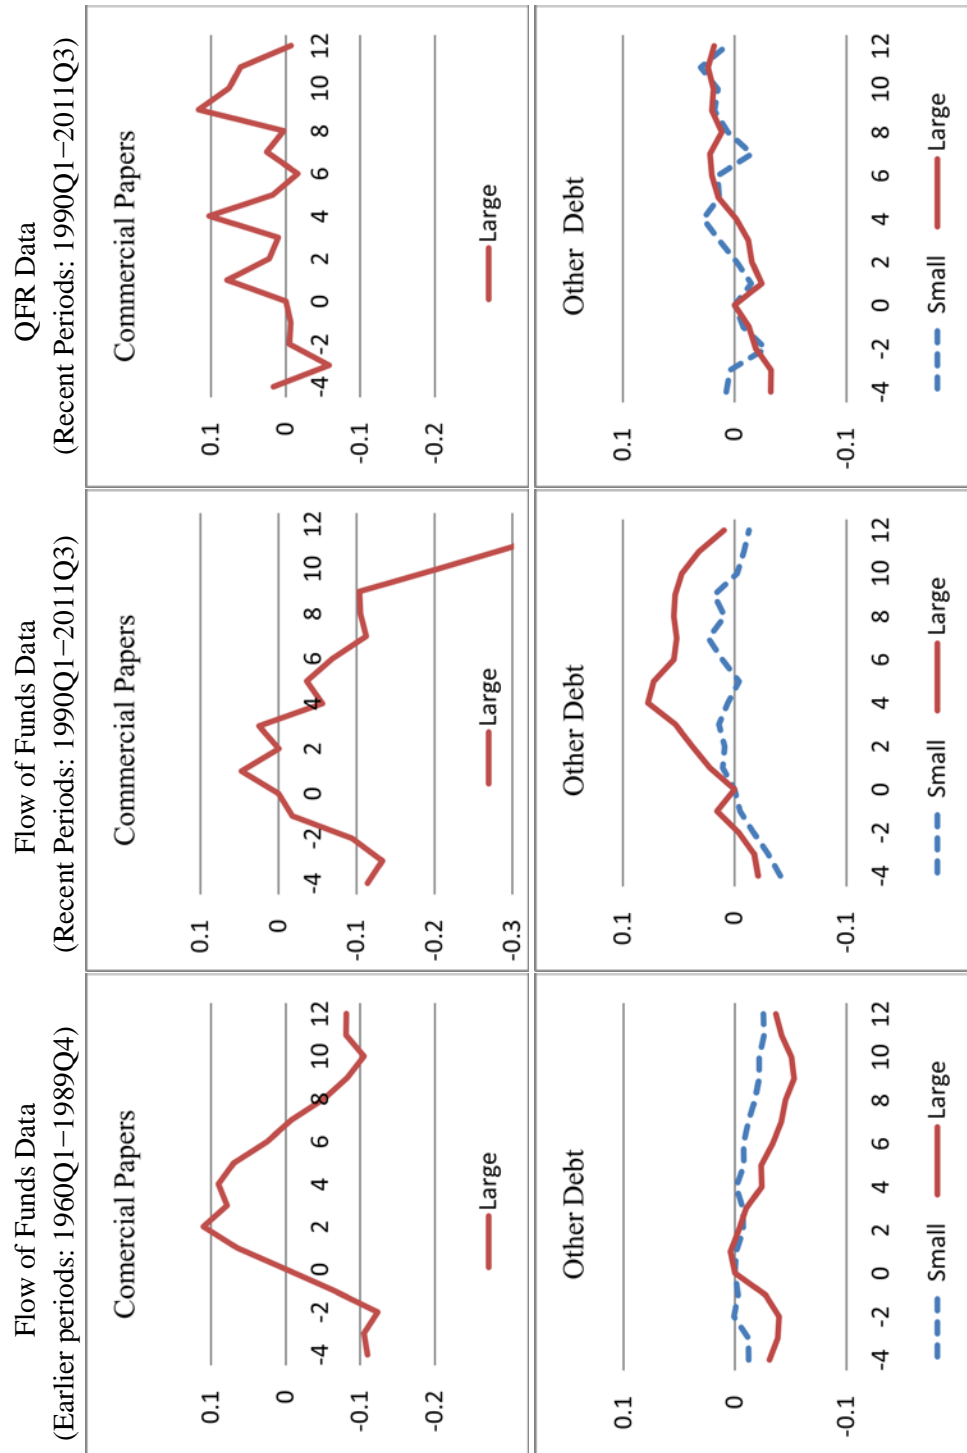 Flow of Funds Data
(Earlier periods: 1960Q1−1989Q4)
Flow of Funds Data
(Recent Periods: 1990Q1−2011Q3)
QFR Data
(Recent Periods: 1990Q1−2011Q3)
Comercial Papers
0.1
0
-0.1
-0.2
-4 -2 0 2 4 6 8 10 12
Large
Commercial Papers
0.1
0
-0.1
-0.2
-0.3
-4 -2 0 2 4 6 8 10 12
Large
Commercial Papers
0.1
0
-0.1
-0.2
-4 -2 0 2 4 6 8 10 12
Large
Other Debt
0.1
0
-0.1
-4 -2 0 2 4 6 8 10 12
Small Large
Other Debt
0.1
0
-0.1
-4 -2 0 2 4 6 8 10 12
Small Large
Other Debt
0.1
0
-0.1
-4 -2 0 2 4 6 8 10 12
Small Large